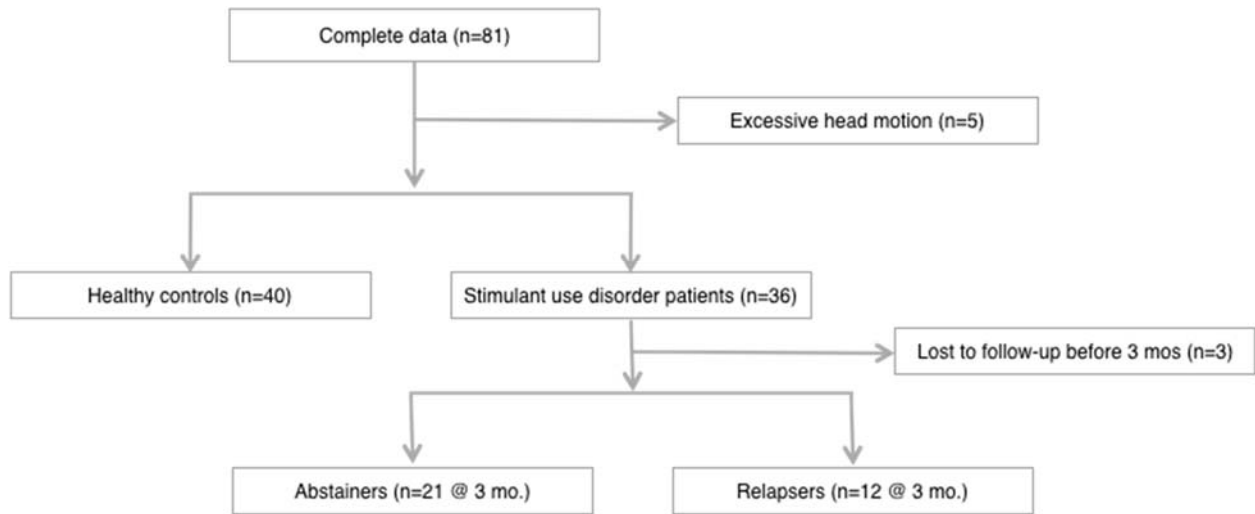 Complete data (n=81)
Excessive head motion (n=5)
Healthy controls (n=40)
Stimulant use disorder patients (n=36)
Lost to follow-up before 3 mos (n=3)
Abstainers (n=21 @ 3 mo.)
Relapsers (n=12 @ 3 mo.)